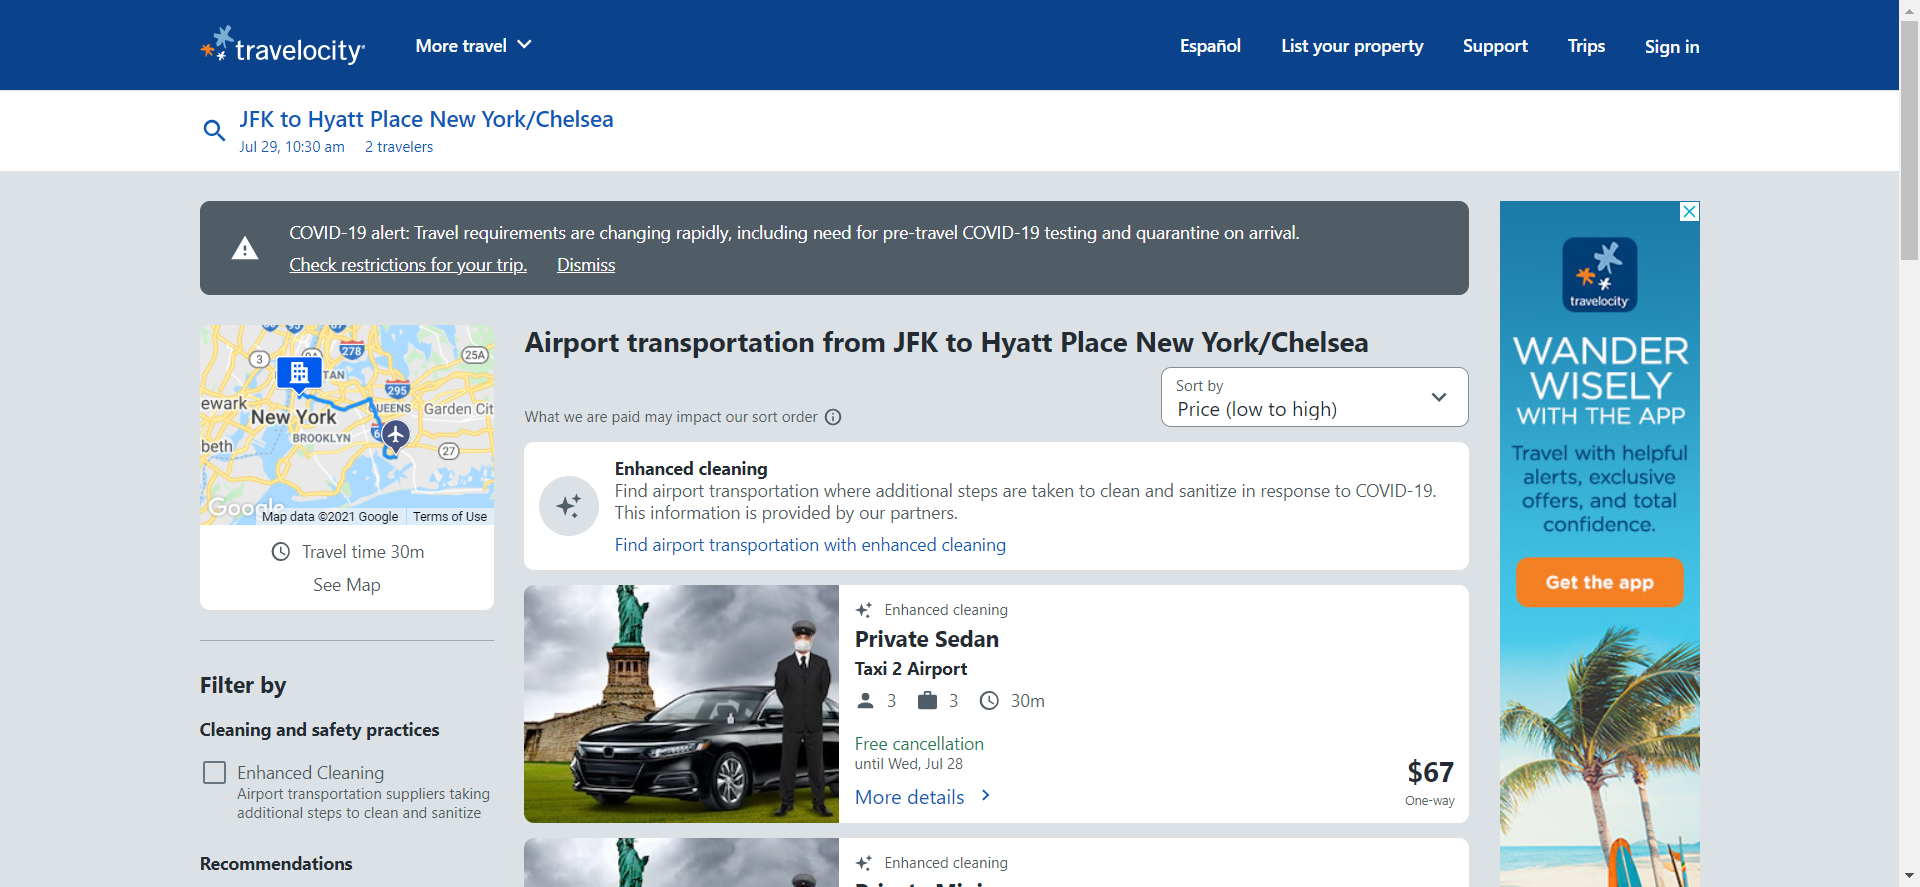 travelocity
More travel
Español
List your property
Support
Trips
Sign in
JFK to Hyatt Place New York/Chelsea
Jul 29, 10:30 am 2 travelers
COVID-19 alert: Travel requirements are changing rapidly, including need for pre-travel COVID-19 testing and quarantine on arrival.
Check restrictions for your trip. Dismiss
3
278
25A
TAN
295
ewark
QUEENS
Garden Cit
New York
BROOKLYN
beth
27
Google
Map data ©2021 Google
Terms of Use
Travel time 30m
See Map
Filter by
Cleaning and safety practices
Enhanced Cleaning
Airport transportation suppliers taking
additional steps to clean and sanitize
Recommendations
Airport transportation from JFK to Hyatt Place New York/Chelsea
What we are paid may impact our sort order
Sort by
Price (low to high)
Enhanced cleaning
Find airport transportation where additional steps are taken to clean and sanitize in response to COVID-19.
This information is provided by our partners.
Find airport transportation with enhanced cleaning
Enhanced cleaning
Private Sedan
Taxi 2 Airport
3 3 30m
Free cancellation
until Wed, Jul 28
More details
$67
One-way
Enhanced cleaning
travelocity
WANDER
WISELY
WITH THE APP
Travel with helpful
alerts, exclusive
offers, and total
confidence.
Get the app